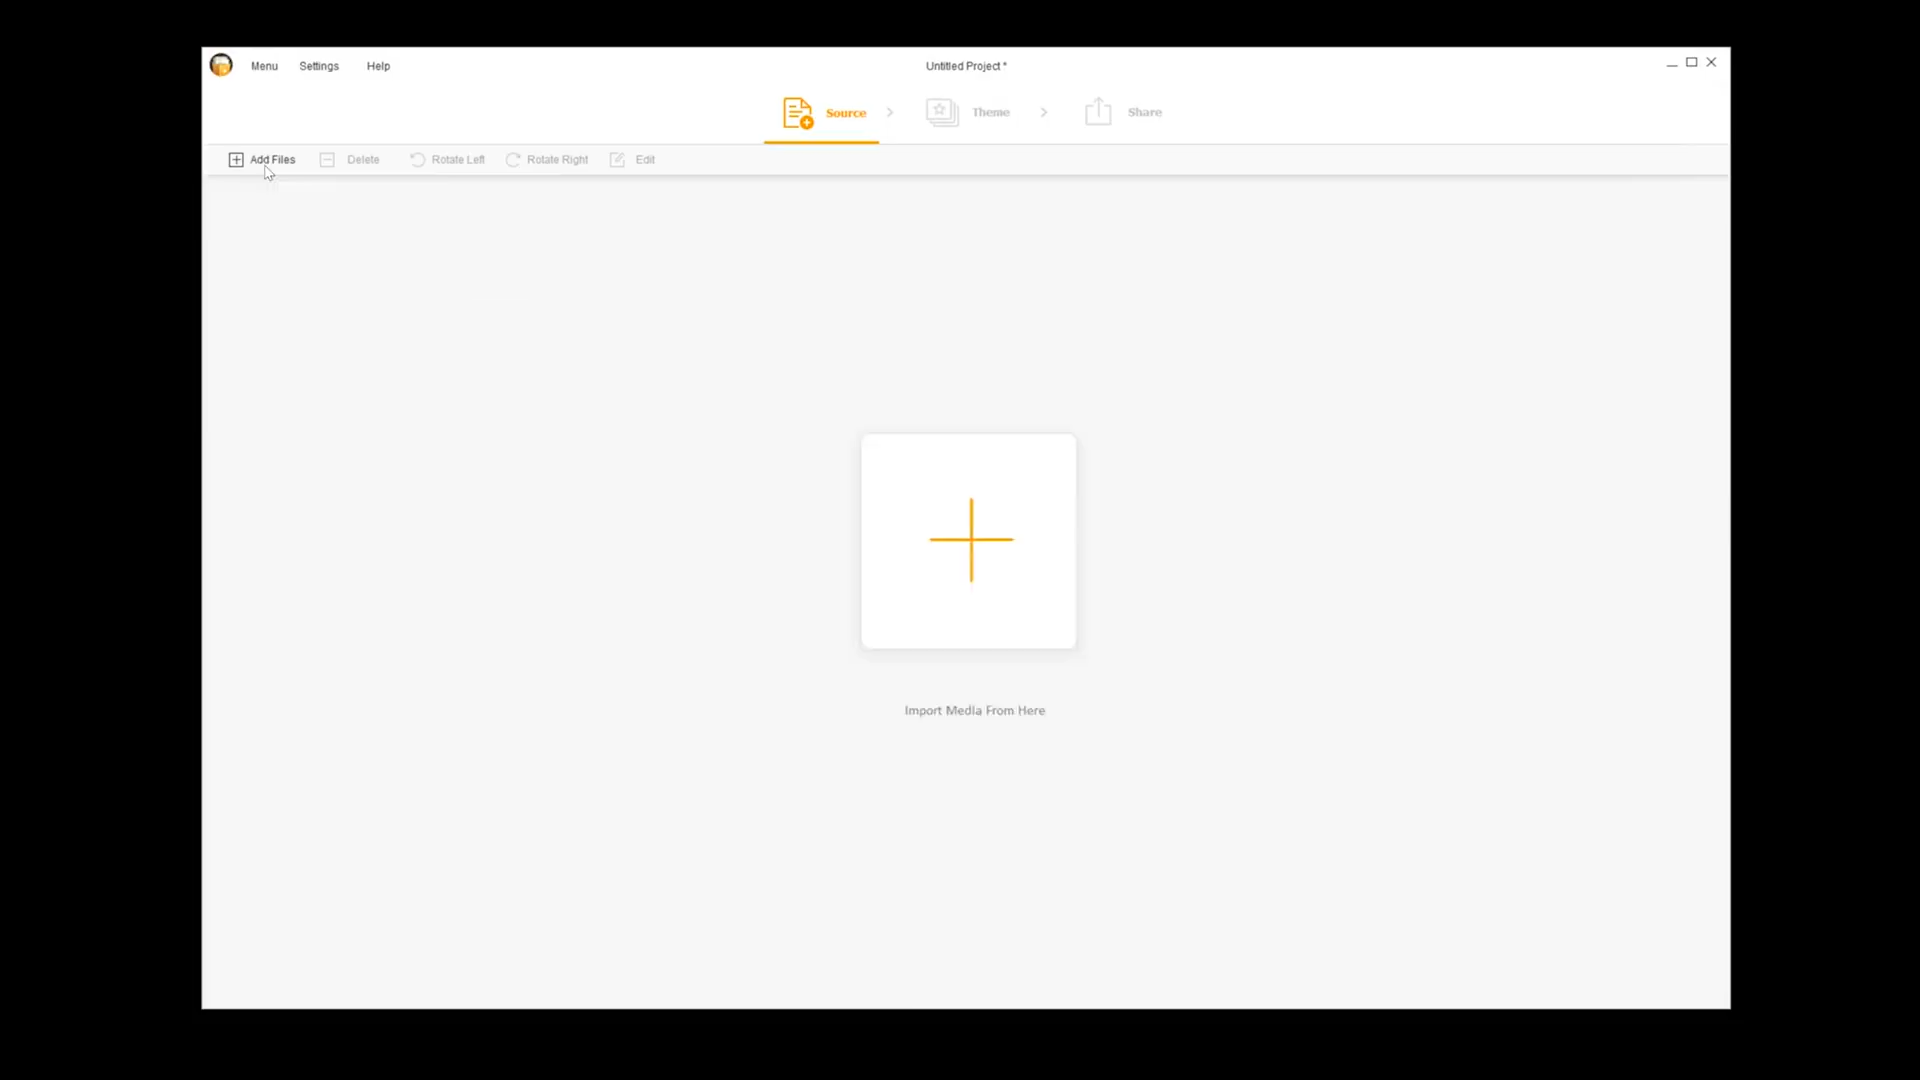 Menu Settings Help Untitled Project *
Source Theme Share
Add Files Delete Rotate Left Rotate Right Edit
Import Media From Here